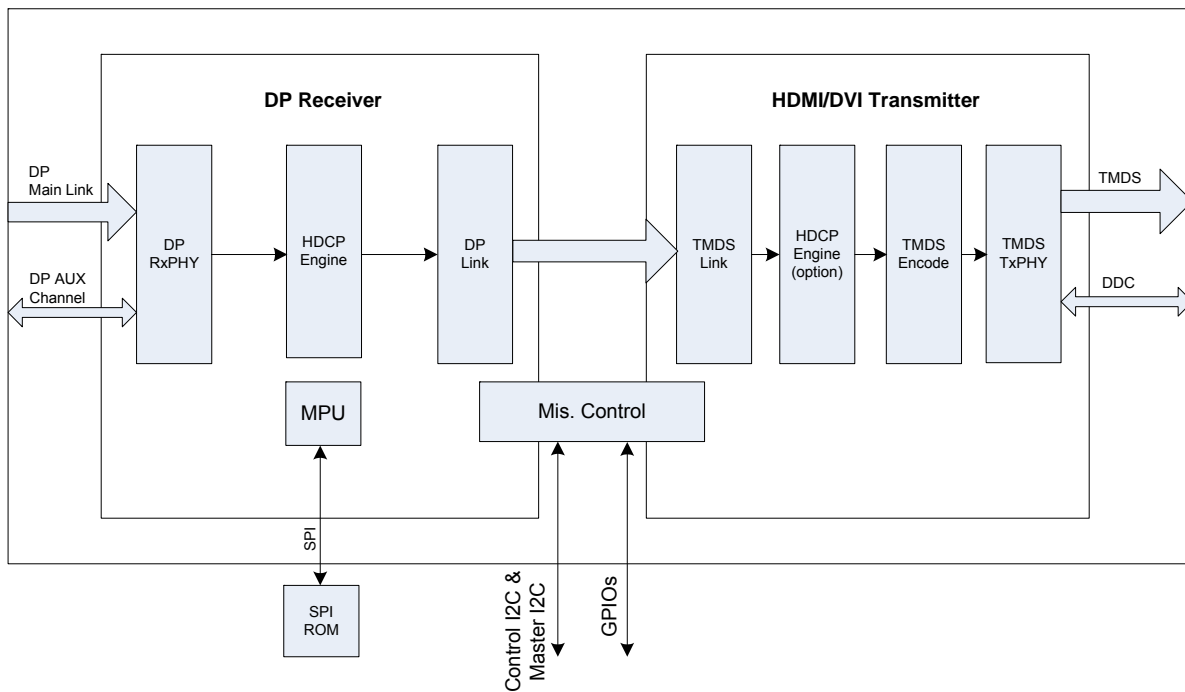 DP Receiver
HDMI/DVI Transmitter
DP
Main Link
DP AUX
Channel
DP
RxPHY
HDCP
Engine
DP
Link
TMDS
Link
HDCP
Engine
(option)
TMDS
Encode
TMDS
TxPHY
TMDS
DDC
MPU
Mis. Control
SPI
SPI
ROM
Control I2C &
Master I2C
GPIOs